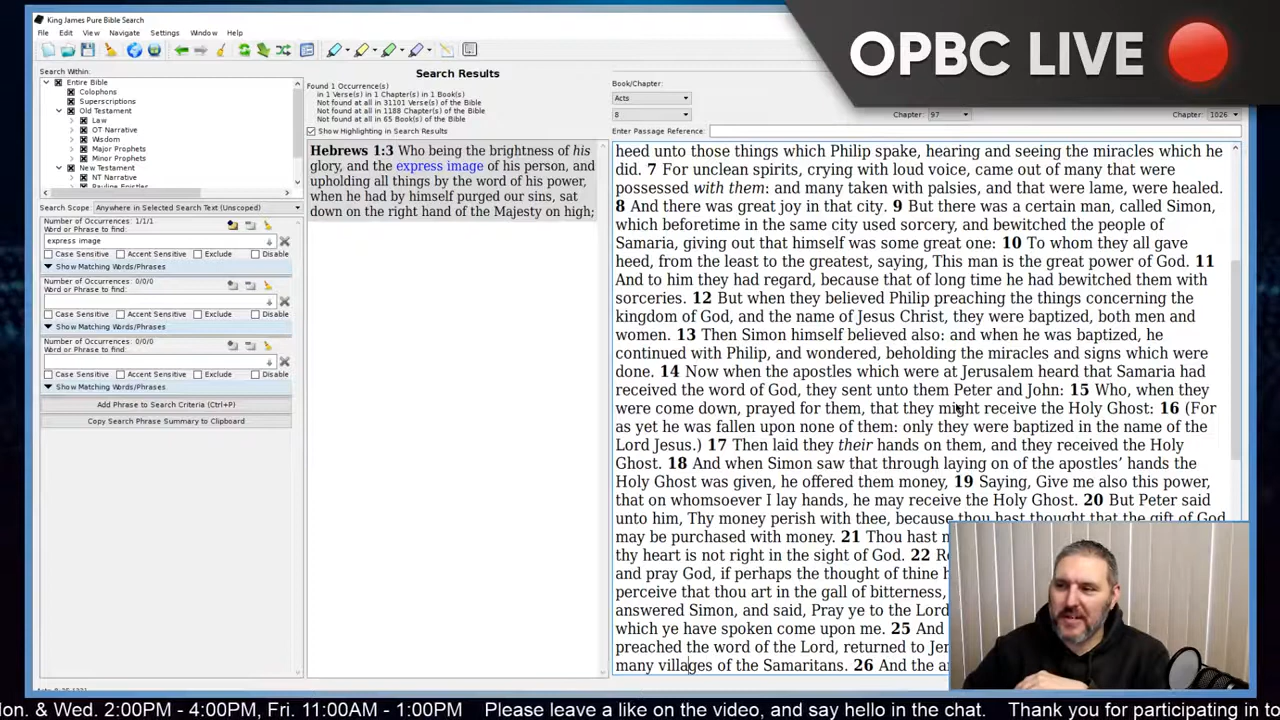 King James Pure Bible Search
OPBC LIVE
File Edit View Navigate Settings Window Help
Search Within:
Entire Bible
Colophons
Superscriptions
Old Testament
Law
OT Narrative
Wisdom
Major Prophets
Minor Prophets
New Testament
NT Narrative
Pauline Epistles
Search Scope: Anywhere in Selected Search Text (Unscoped)
Number of Occurrences: 1/1/1
Word or Phrase to find:
express image
Case Sensitive Accent Sensitive Exclude Disable
Show Matching Words/Phrases
Number of Occurrences: 0/0/0
Word or Phrase to find:
Case Sensitive Accent Sensitive Exclude Disable
Show Matching Words/Phrases
Number of Occurrences: 0/0/0
Word or Phrase to find:
Case Sensitive Accent Sensitive Exclude Disable
Show Matching Words/Phrases
Add Phrase to Search Criteria (Ctrl+P)
Copy Search Phrase Summary to Clipboard
Search Results
Found 1 Occurrence(s)
in 1 Verse(s) in 1 Chapter(s) in 1 Book(s)
Not found at all in 31101 Verse(s) of the Bible
Not found at all in 1188 Chapter(s) of the Bible
Not found at all in 65 Book(s) of the Bible
Show Highlighting in Search Results
Hebrews 1:3 Who being the brightness of his
glory, and the express image of his person, and
upholding all things by the word of his power,
when he had by himself purged our sins, sat
down on the right hand of the Majesty on high;
Book/Chapter:
Acts
8 Chapter: 97 Chapter: 1026
Enter Passage Reference:
heed unto those things which Philip spake, hearing and seeing the miracles which he
did. 7 For unclean spirits, crying with loud voice, came out of many that were
possessed with them: and many taken with palsies, and that were lame, were healed.
8 And there was great joy in that city. 9 But there was a certain man, called Simon,
which beforetime in the same city used sorcery, and bewitched the people of
Samaria, giving out that himself was some great one: 10 To whom they all gave
heed, from the least to the greatest, saying, This man is the great power of God. 11
And to him they had regard, because that of long time he had bewitched them with
sorceries. 12 But when they believed Philip preaching the things concerning the
kingdom of God, and the name of Jesus Christ, they were baptized, both men and
women. 13 Then Simon himself believed also: and when he was baptized, he
continued with Philip, and wondered, beholding the miracles and signs which were
done. 14 Now when the apostles which were at Jerusalem heard that Samaria had
received the word of God, they sent unto them Peter and John: 15 Who, when they
were come down, prayed for them, that they might receive the Holy Ghost: 16 (For
as yet he was fallen upon none of them: only they were baptized in the name of the
Lord Jesus.) 17 Then laid they their hands on them, and they received the Holy
Ghost. 18 And when Simon saw that through laying on of the apostles' hands the
Holy Ghost was given, he offered them money, 19 Saying, Give me also this power,
that on whomsoever I lay hands, he may receive the Holy Ghost. 20 But Peter said
unto him, Thy money perish with thee, because thou hast thought that the gift of God
may be purchased with money. 21 Thou hast
thy heart is not right in the sight of God. 22
and pray God, if perhaps the thought of thine
perceive that thou art in the gall of bitterness,
answered Simon, and said, Pray ye to the Lord
which ye have spoken come upon me. 25 And
preached the word of the Lord, returned to
many villages of the Samaritans. 26 And the
on. & Wed. 2:00PM - 4:00PM, Fri. 11:00AM - 1:00PM Please leave a like on the video, and say hello in the chat. Thank you for participating in to